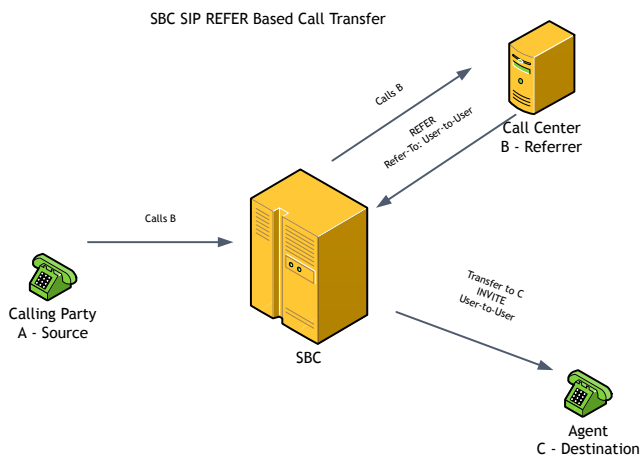 SBC SIP REFER Based Call Transfer
Calls B
REFER
Refer-To: User-to-User
Call Center
B - Referrer
Calls B
Calling Party
A - Source
SBC
Transfer to C
INVITE
User-to-User
Agent
C - Destination